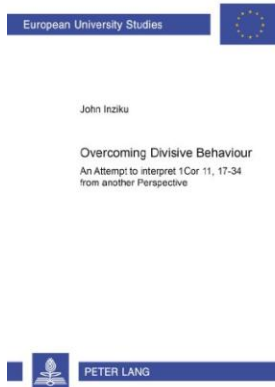 European University Studies
John Inziku
Overcoming Divisive Behaviour
An Attempt to interpret 1Cor 11, 17-34
from another Perspective
PETER LANG